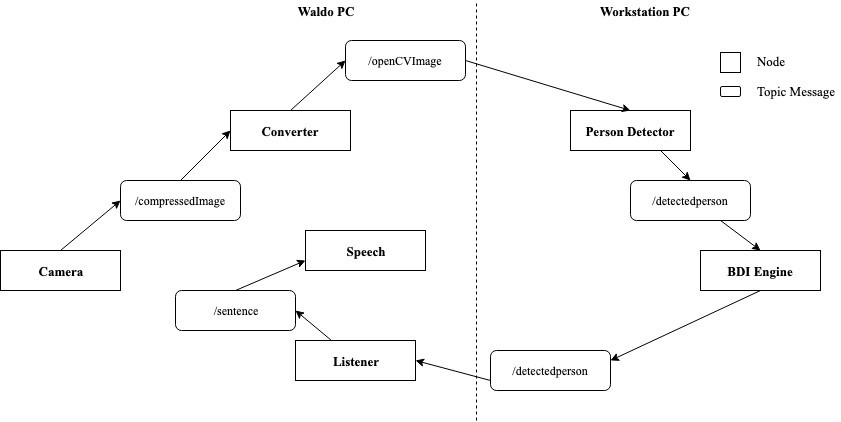 Waldo PC
Workstation PC
/openCVImage
Node
Topic Message
Converter
Person Detector
/compressedImage
/detectedperson
Speech
Camera
BDI Engine
/sentence
Listener
/detectedperson